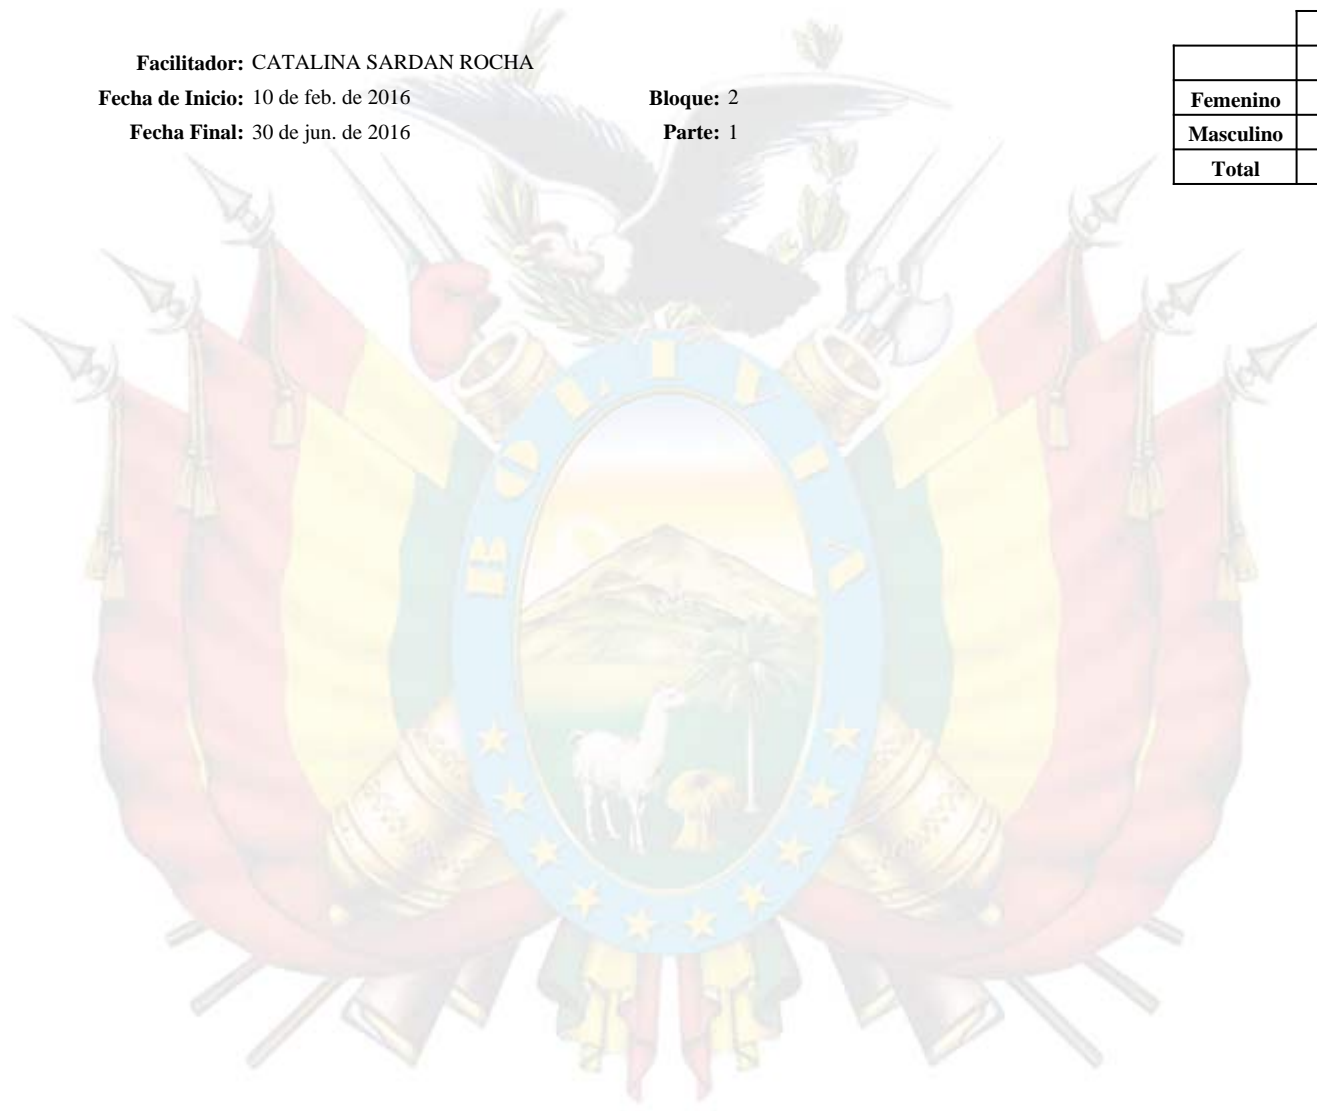 Facilitador: CATALINA SARDAN ROCHA
Fecha de Inicio: 10 de feb. de 2016 Bloque: 2
Fecha Final: 30 de jun. de 2016 Parte: 1
Femenino
Masculino
Total
BOLIVIA